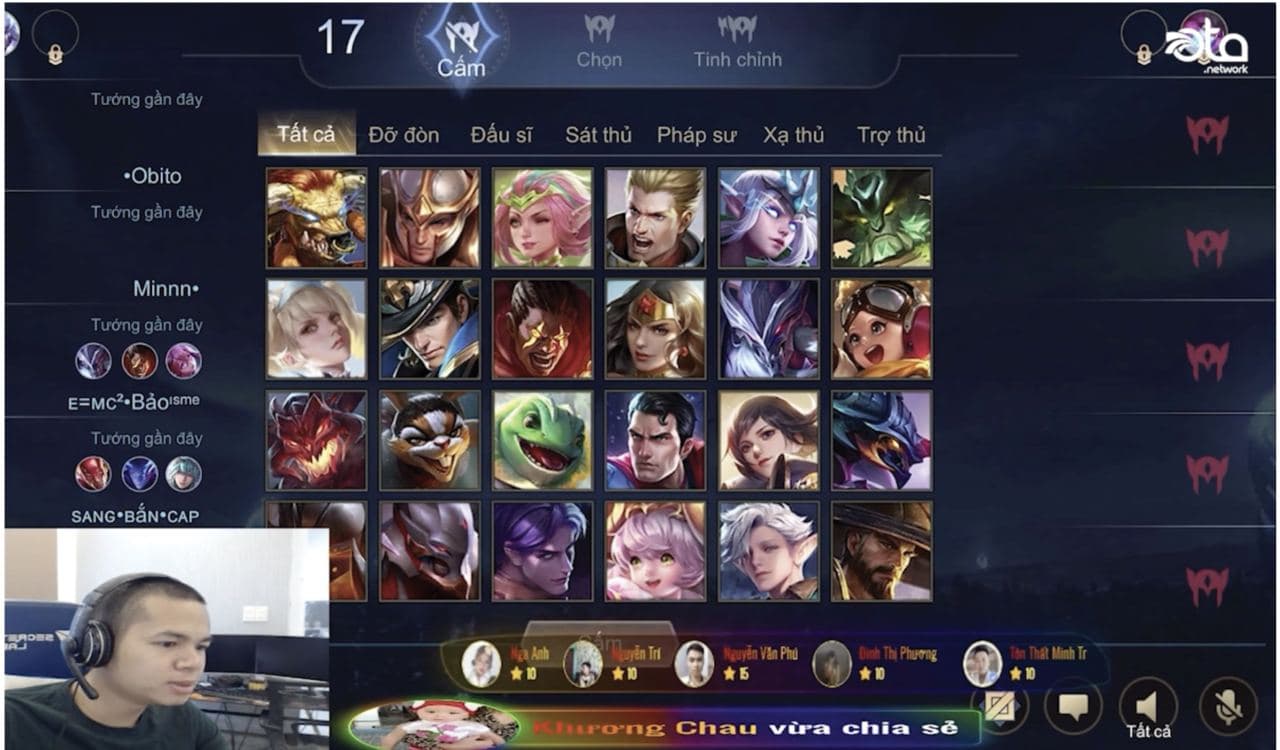 17
Cấm
Chọn
Tinh chỉnh
ota
.network
Tướng gần đây
•Obito
Tướng gần đây
Minnn•
Tướng gần đây
E=MC²•Bảoᶦˢᵐᵉ
Tướng gần đây
SANG•BẮN•CAP
Tất cả Đỡ đòn Đấu sĩ Sát thủ Pháp sư Xạ thủ Trợ thủ
Cấm
Nga Anh
10
Nguyễn Trí
10
Nguyễn Văn Phú
15
Đinh Thị Phương
10
Tôn Thất Minh Tr
10
Khương Chau vừa chia sẻ
Tất cả